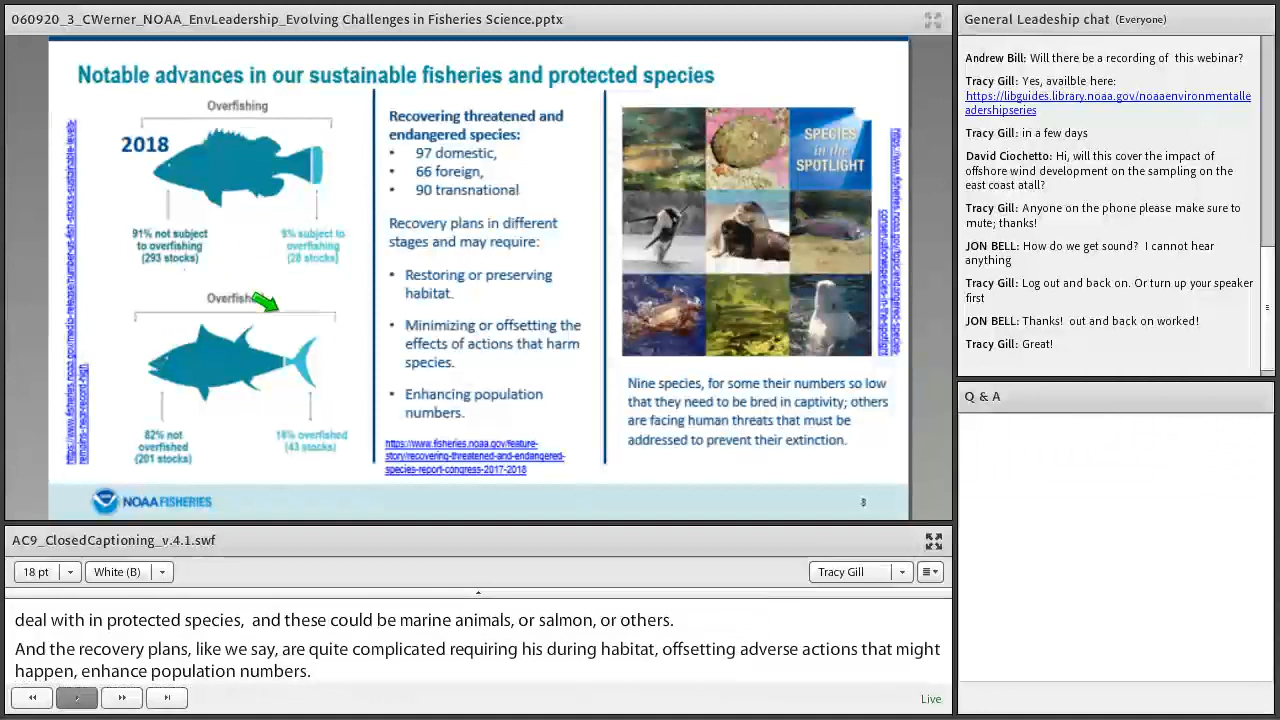 060920_3_CWerner_NOAA_EnvLeadership_Evolving Challenges in Fisheries Science.pptx
Notable advances in our sustainable fisheries and protected species
Overfishing
2018
91% not subject
to overfishing
(293 stocks)
9% subject to
overfishing
(28 stocks)
82% not
overfished
(201 stocks)
18% overfished
(43 stocks)
Recovering threatened and
endangered species:
• 97 domestic,
• 66 foreign,
• 90 transnational
Recovery plans in different
stages and may require:
• Restoring or preserving
habitat.
• Minimizing or offsetting the
effects of actions that harm
species.
• Enhancing population
numbers.
https://www.fisheries.noaa.gov/feature-
story/recovering-threatened-and-endangered-
species-report-congress-2017-2018
SPECIES
in the
SPOTLIGHT
Nine species, for some their numbers so low
that they need to be bred in captivity; others
are facing human threats that must be
addressed to prevent their extinction.
NOAA FISHERIES
8
General Leadeship chat (Everyone)
Andrew Bill: Will there be a recording of this webinar?
Tracy Gill: Yes, availble here:
https://libguides.library.noaa.gov/noaaenvironmentalle
adershipseries
Tracy Gill: in a few days
David Ciochetto: Hi, will this cover the impact of
offshore wind development on the sampling on the
east coast atall?
Tracy Gill: Anyone on the phone please make sure to
mute; thanks!
JON BELL: How do we get sound? I cannot hear
anything
Tracy Gill: Log out and back on. Or turn up your speaker
first
JON BELL: Thanks! out and back on worked!
Tracy Gill: Great!
Q & A
AC9_ClosedCaptioning_v.4.1.swf
18 pt
White (B)
Tracy Gill
deal with in protected species, and these could be marine animals, or salmon, or others.
And the recovery plans, like we say, are quite complicated requiring his during habitat, offsetting adverse actions that might
happen, enhance population numbers.
Live